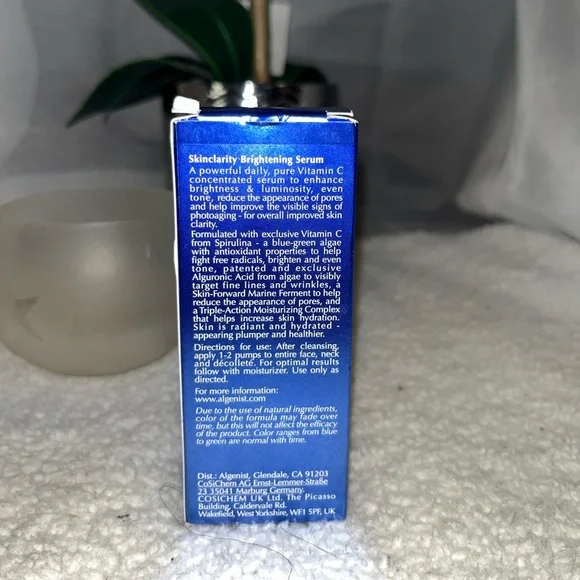 Skinclarity Brightening Serum
A powerful daily, pure Vitamin C
concentrated serum to enhance
brightness & luminosity, even
tone, reduce the appearance of pores
and help improve the visible signs of
photoaging - for overall improved skin
clarity.
Formulated with exclusive Vitamin C
from Spirulina - a blue-green algae
with antioxidant properties to help
fight free radicals, brighten and even
tone, patented and exclusive
Alguronic Acid from algae to visibly
target fine lines and wrinkles, a
Skin-Forward Marine Ferment to help
reduce the appearance of pores, and
a Triple-Action Moisturizing Complex
that helps increase skin hydration.
Skin is radiant and hydrated -
appearing plumper and healthier.
Directions for use: After cleansing,
apply 1-2 pumps to entire face, neck
and décolleté. For optimal results
follow with moisturizer. Use only as
directed.
For more information:
www.algenist.com
Due to the use of natural ingredients,
color of the formula may fade over
time, but this will not affect the efficacy
of the product. Color ranges from blue
to green are normal with time.
Dist.: Algenist, Glendale, CA 91203
CoSiChem AG Ernst-Lemmer-Straße
23 35041 Marburg Germany.
COSICHEM UK Ltd. The Picasso
Building, Caldervale Rd.
Wakefield, West Yorkshire, WF1 5PF, UK